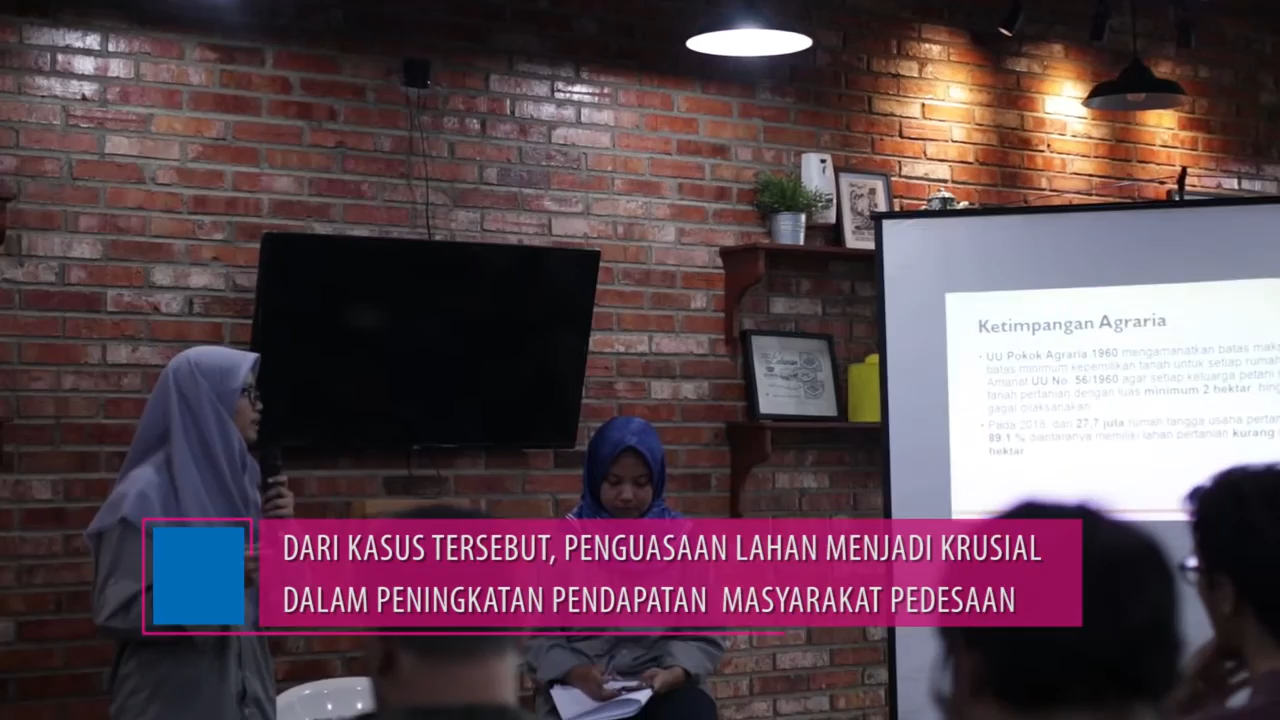 Ketimpangan Agraria
• UU Pokok Agraria 1960 mengamanatkan batas
batas minimum kepemilikan tanah untuk setiap
Amanat UU No. 56/1960 agar setiap keluarga petani
tanah pertanian dengan luas minimum 2 hektar
gagal dilaksanakan
• Pada 2018, dari 27,7 juta rumah tangga usaha
89.1 % diantaranya memiliki lahan pertanian kurang
hektar
DARI KASUS TERSEBUT, PENGUASAAN LAHAN MENJADI KRUSIAL
DALAM PENINGKATAN PENDAPATAN MASYARAKAT PEDESAAN